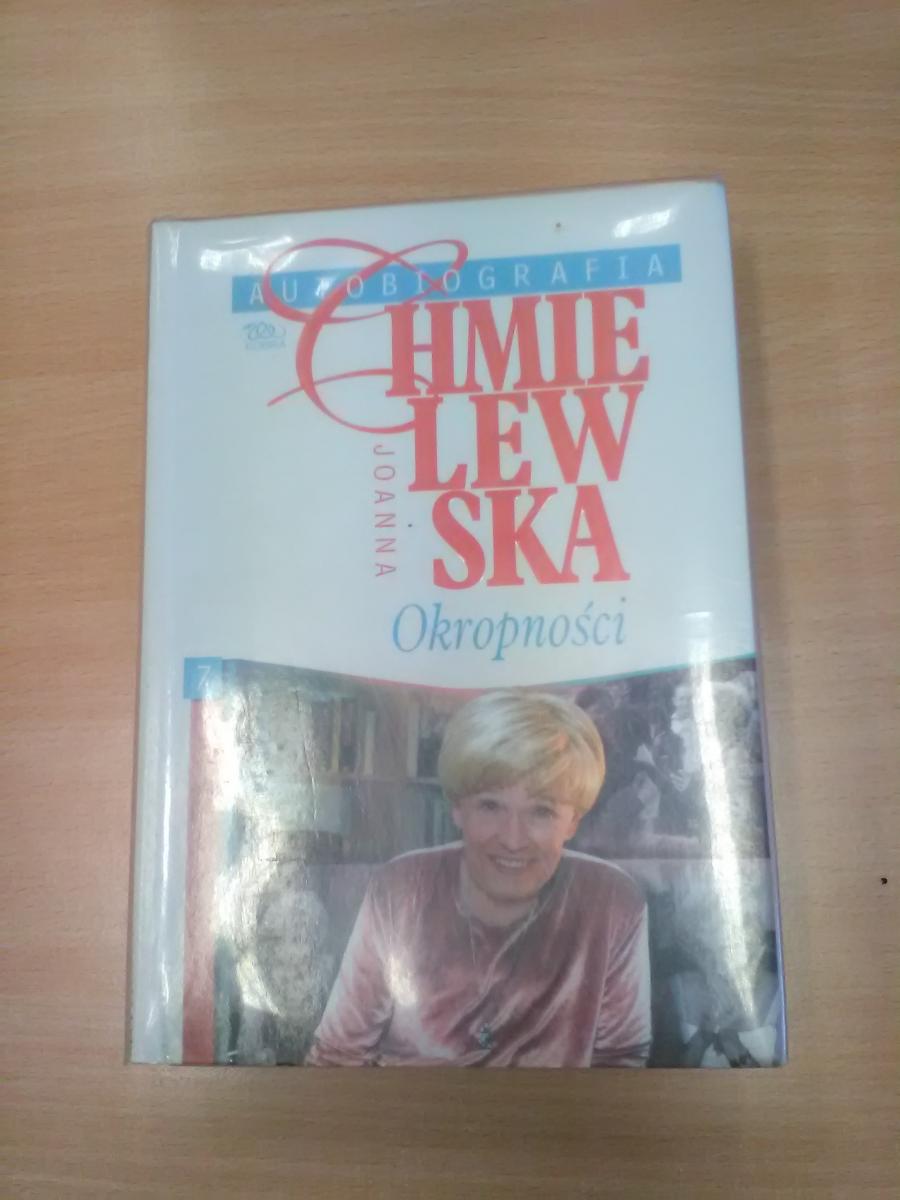 AUTOBIOGRAFIA
CHMIE
LEW
SKA
JOANNA
Okropności
7